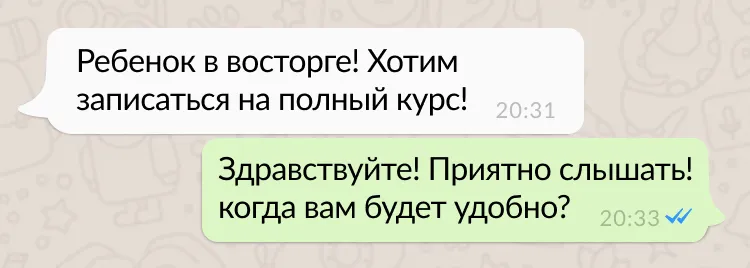 Ребенок в восторге! Хотим
записаться на полный курс!
20:31
Здравствуйте! Приятно слышать!
когда вам будет удобно?
20:33